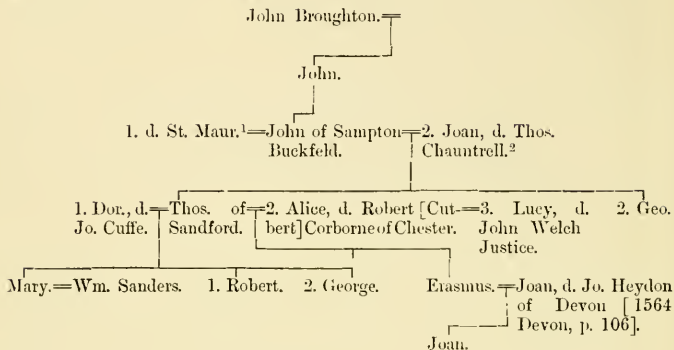 John Broughton.
John.
1. d. St. Maur.¹ John of Sampton 2. Joan, d. Thos.
Buckfeld. Chauntrell.²
1. Dor., d. Thos. of 2. Alice, d. Robert [Cut- 3. Lucy, d. 2. Geo.
Jo. Cuffe. Sandford. bert] Corborne of Chester. John Welch
Justice.
Mary. Wm. Sanders. 1. Robert. 2. George. Erasmus. Joan, d. Jo. Heydon
of Devon [1564
Devon, p. 106].
Joan.